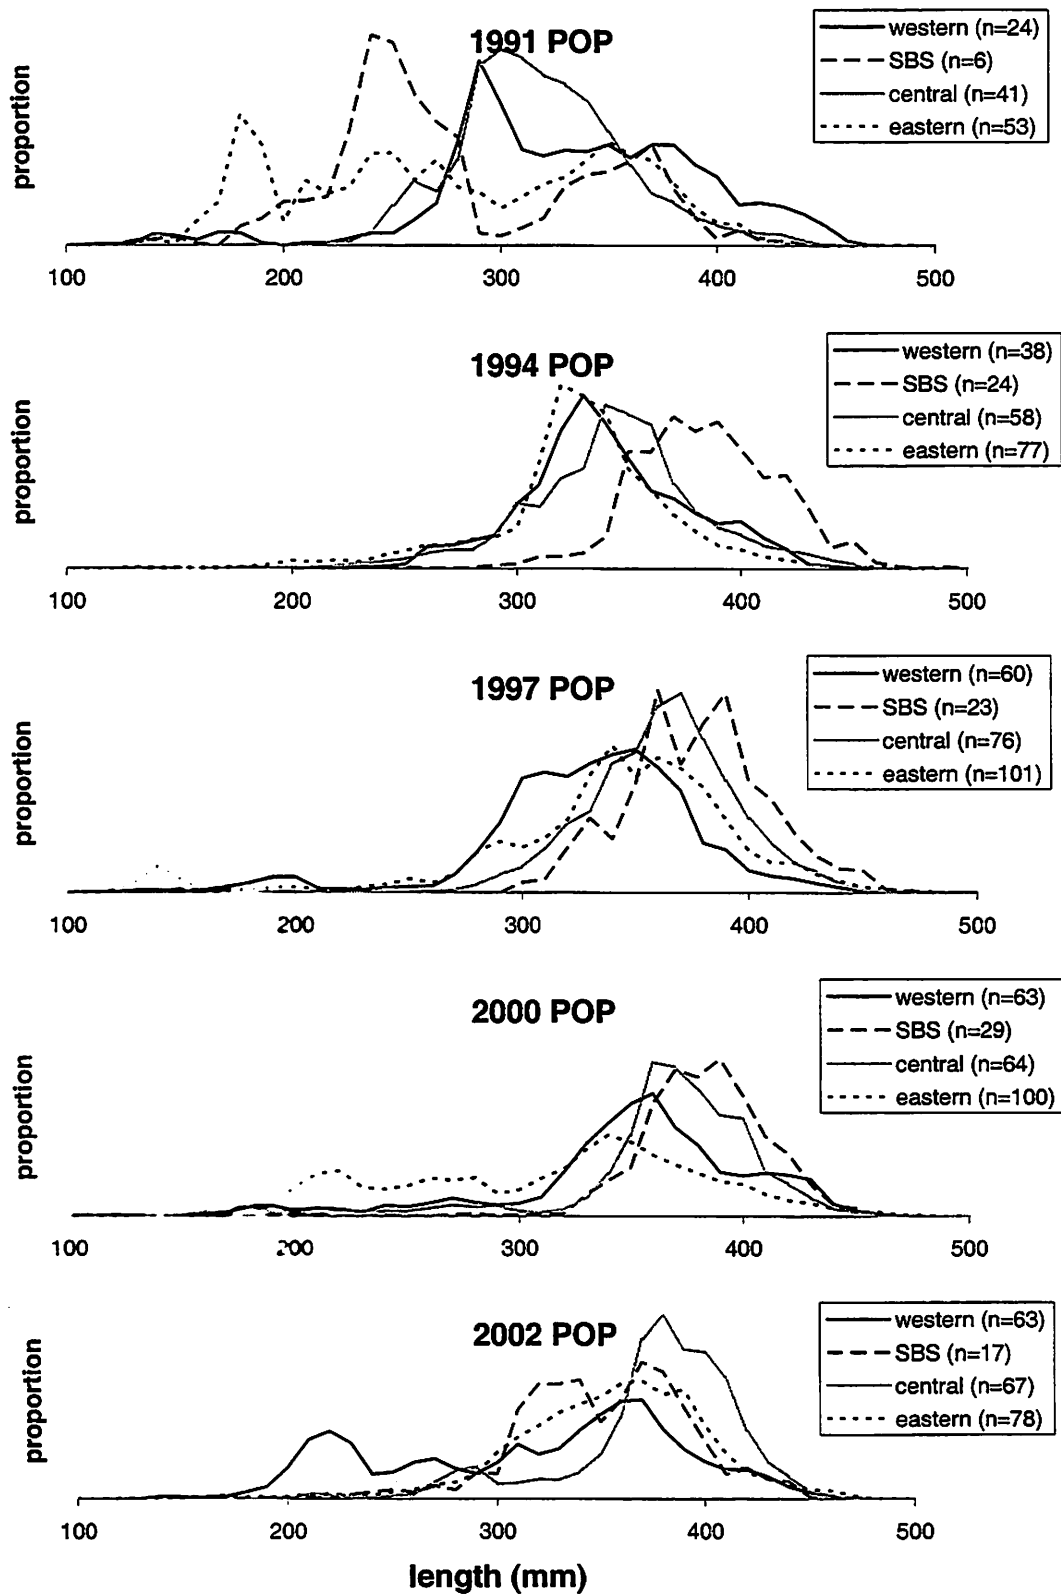 1991 POP
western (n=24)
SBS (n=6)
central (n=41)
eastern (n=53)
proportion
100 200 300 400 500
1994 POP
western (n=38)
SBS (n=24)
central (n=58)
eastern (n=77)
proportion
100 200 300 400 500
1997 POP
western (n=60)
SBS (n=23)
central (n=76)
eastern (n=101)
proportion
100 200 300 400 500
2000 POP
western (n=63)
SBS (n=29)
central (n=64)
eastern (n=100)
proportion
100 200 300 400 500
2002 POP
western (n=63)
SBS (n=17)
central (n=67)
eastern (n=78)
proportion
100 200 300 400 500
length (mm)